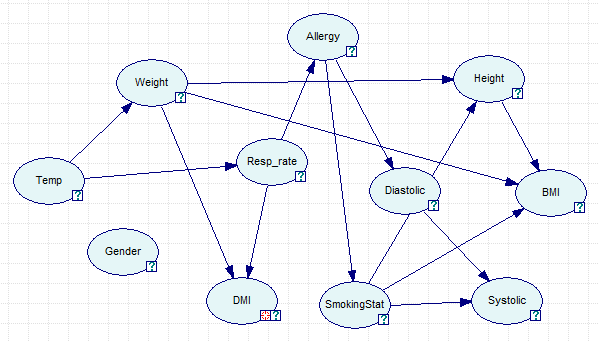 Allergy
?
Weight
?
Height
?
Resp_rate
?
Temp
?
Diastolic
?
BMI
?
Gender
?
DMI
?
SmokingStat
?
Systolic
?